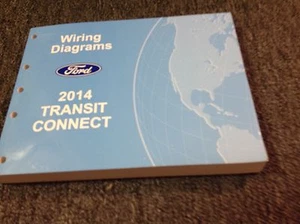 Wiring
Diagrams
Ford
2014
TRANSIT
CONNECT